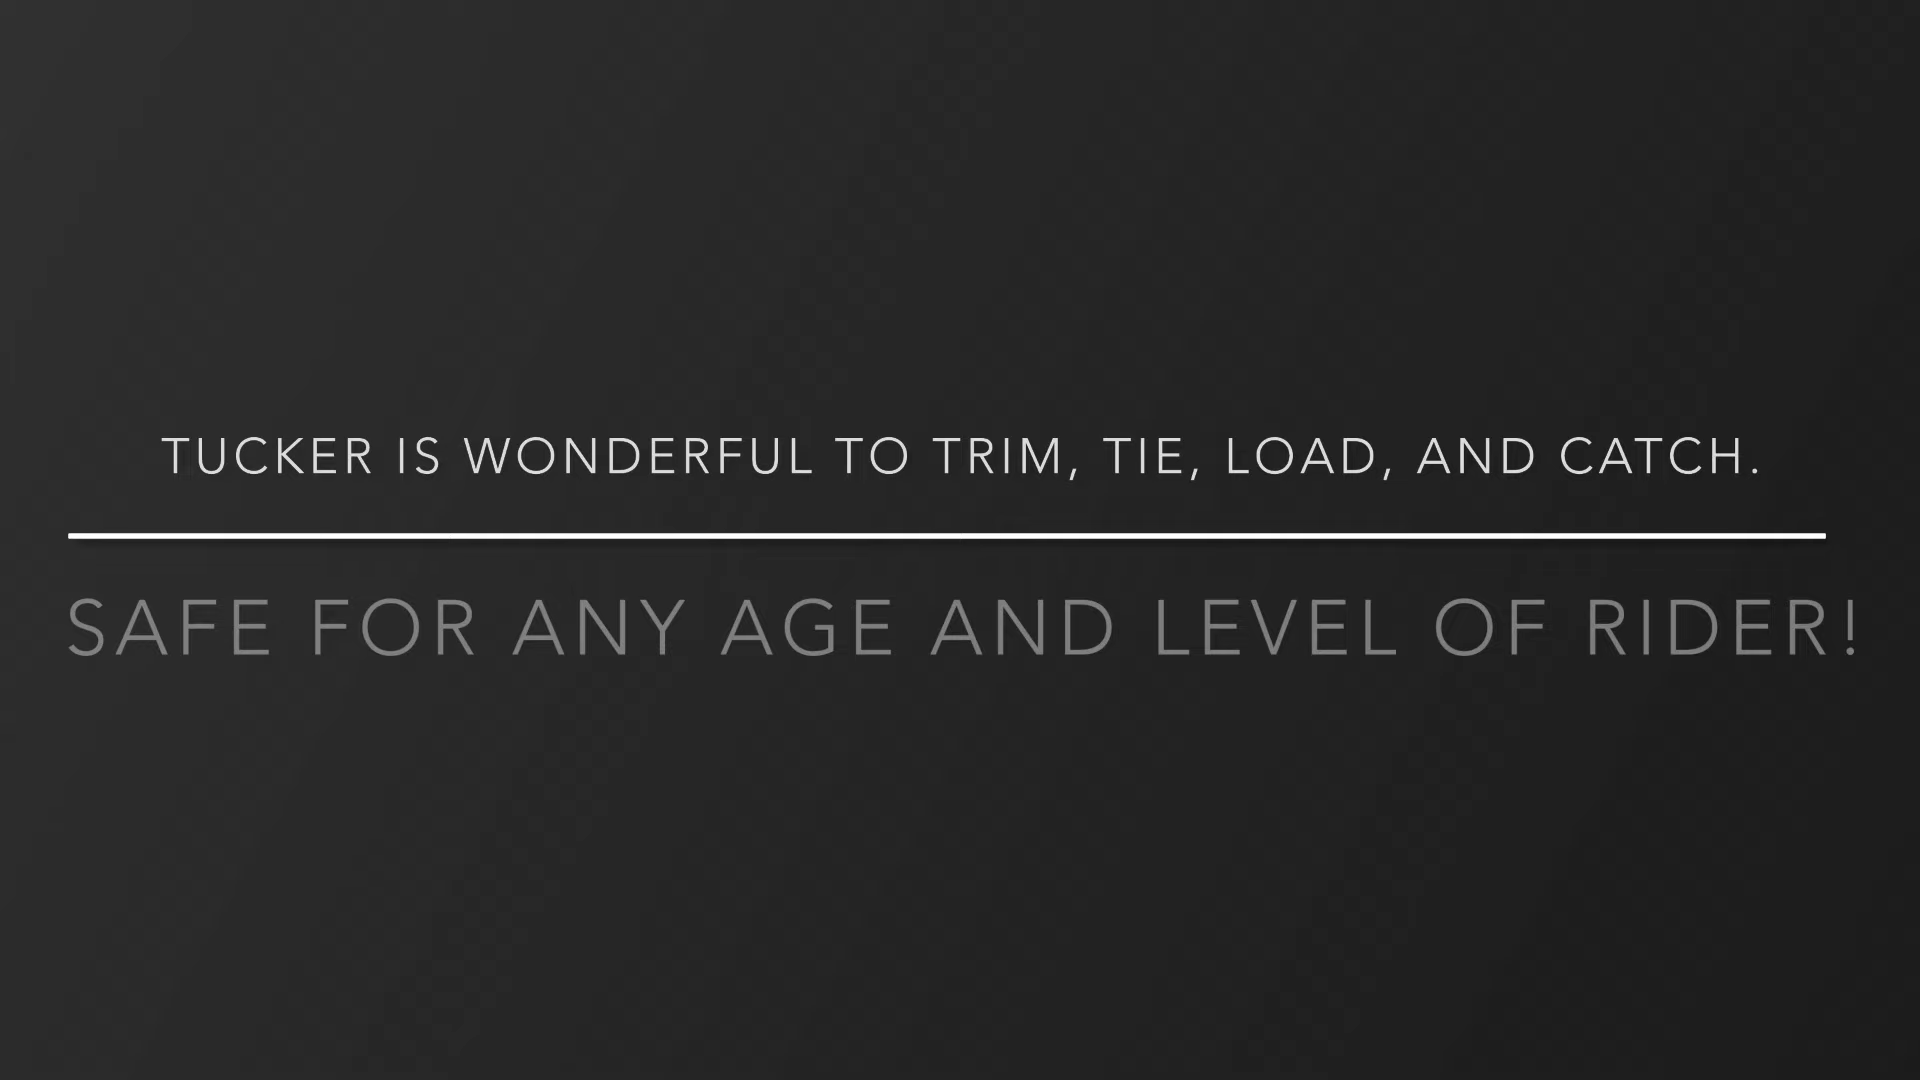 TUCKER IS WONDERFUL TO TRIM, TIE, LOAD, AND CATCH.
SAFE FOR ANY AGE AND LEVEL OF RIDER!